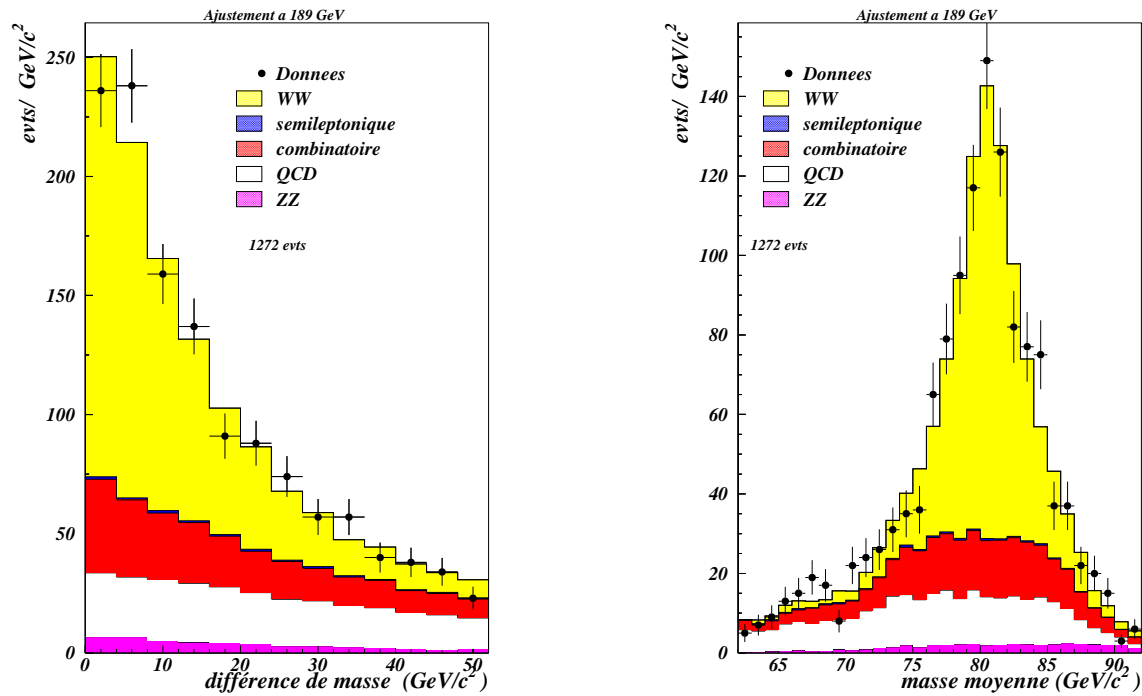 Ajustement a 189 GeV
evts/ GeV/c²
250
200
150
100
50
0
Donnees
WW
semileptonique
combinatoire
QCD
ZZ
1272 evts
0 10 20 30 40 50
différence de masse (GeV/c²)
Ajustement a 189 GeV
evts/ GeV/c²
140
120
100
80
60
40
20
0
Donnees
WW
semileptonique
combinatoire
QCD
ZZ
1272 evts
65 70 75 80 85 90
masse moyenne (GeV/c²)